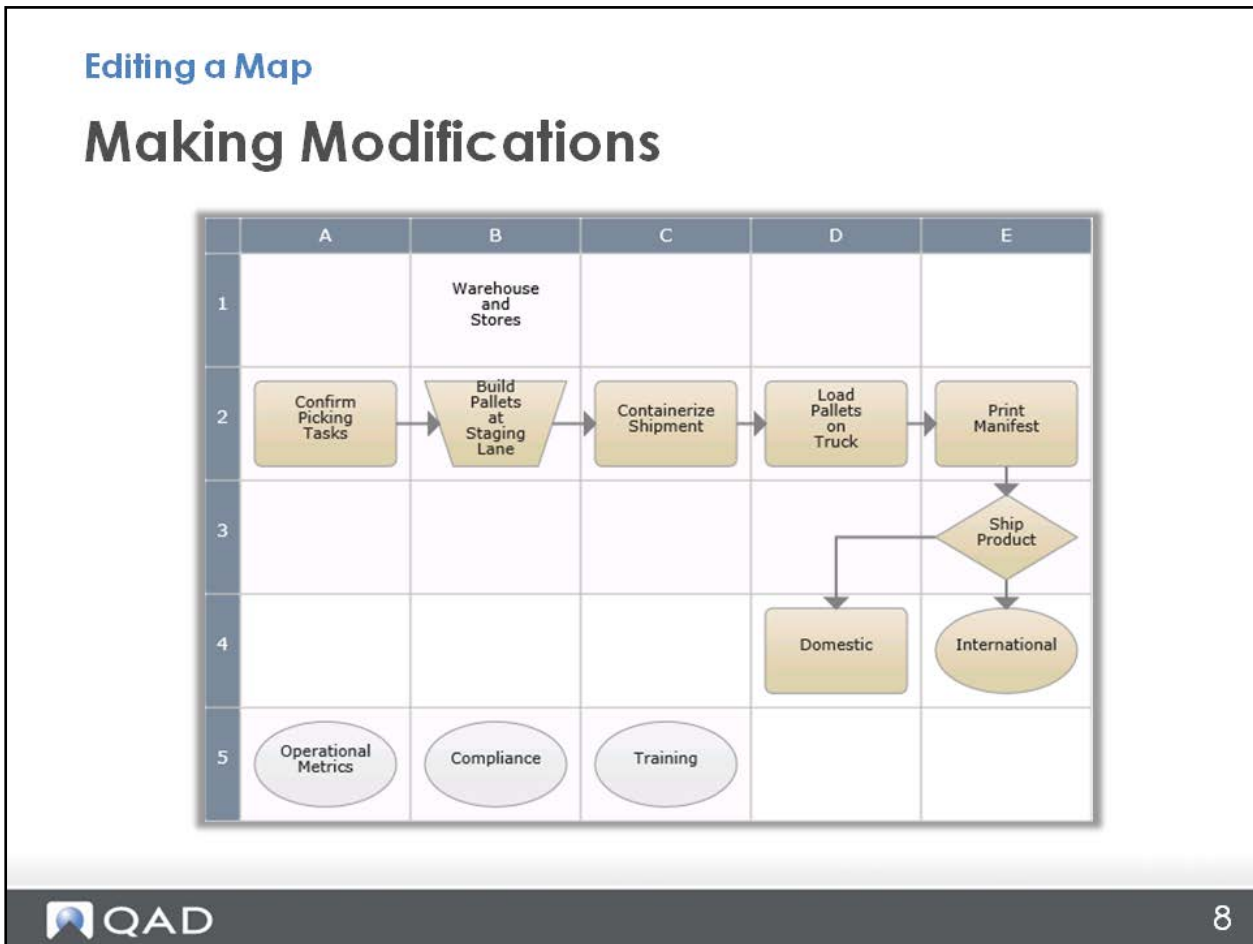 Editing a Map
Making Modifications
A B C D E
1
Warehouse
and
Stores
2
Confirm
Picking
Tasks
Build
Pallets
at
Staging
Lane
Containerize
Shipment
Load
Pallets
on
Truck
Print
Manifest
3
Ship
Product
4
Domestic
International
5
Operational
Metrics
Compliance
Training
QAD
8